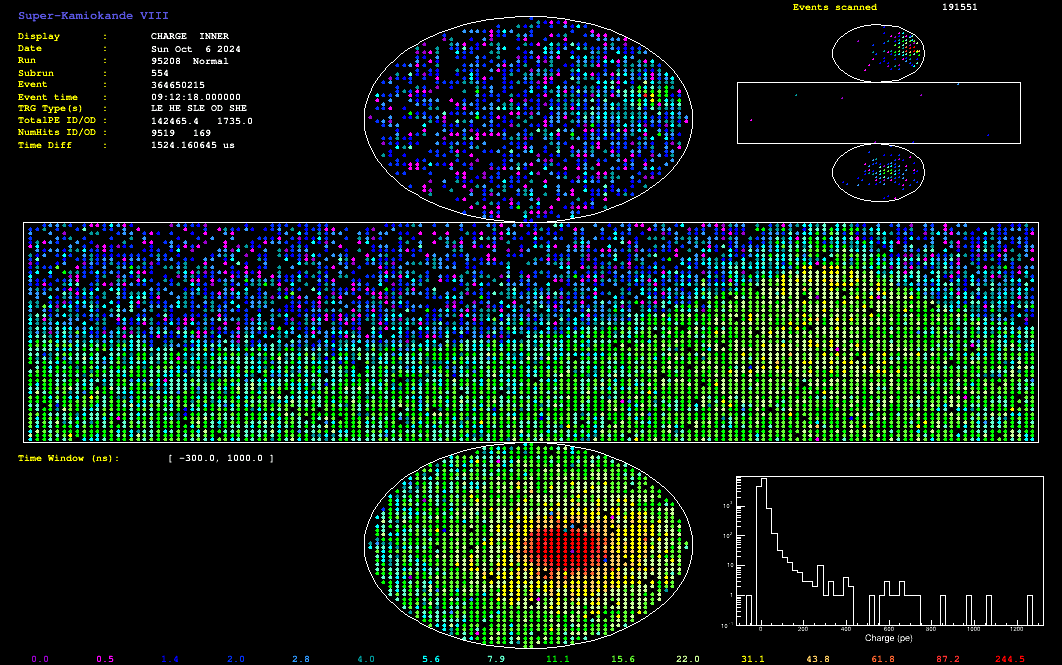 Super-Kamiokande VIII
Display : CHARGE INNER
Date : Sun Oct 6 2024
Run : 95208 Normal
Subrun : 554
Event : 364650215
Event time : 09:12:18.000000
TRG Type(s) : LE HE SLE OD SHE
TotalPE ID/OD : 142465.4 1735.0
NumHits ID/OD : 9519 169
Time Diff : 1524.160645 us
Events scanned 191551
Time Window (ns): [ -300.0, 1000.0 ]
10²
10
1
10⁻¹
0 200 400 600 800 1000 1200
Charge (pe)
0.0 0.5 1.4 2.0 2.8 4.0 5.6 7.9 11.1 15.6 22.0 31.1 43.8 61.8 87.2 244.5